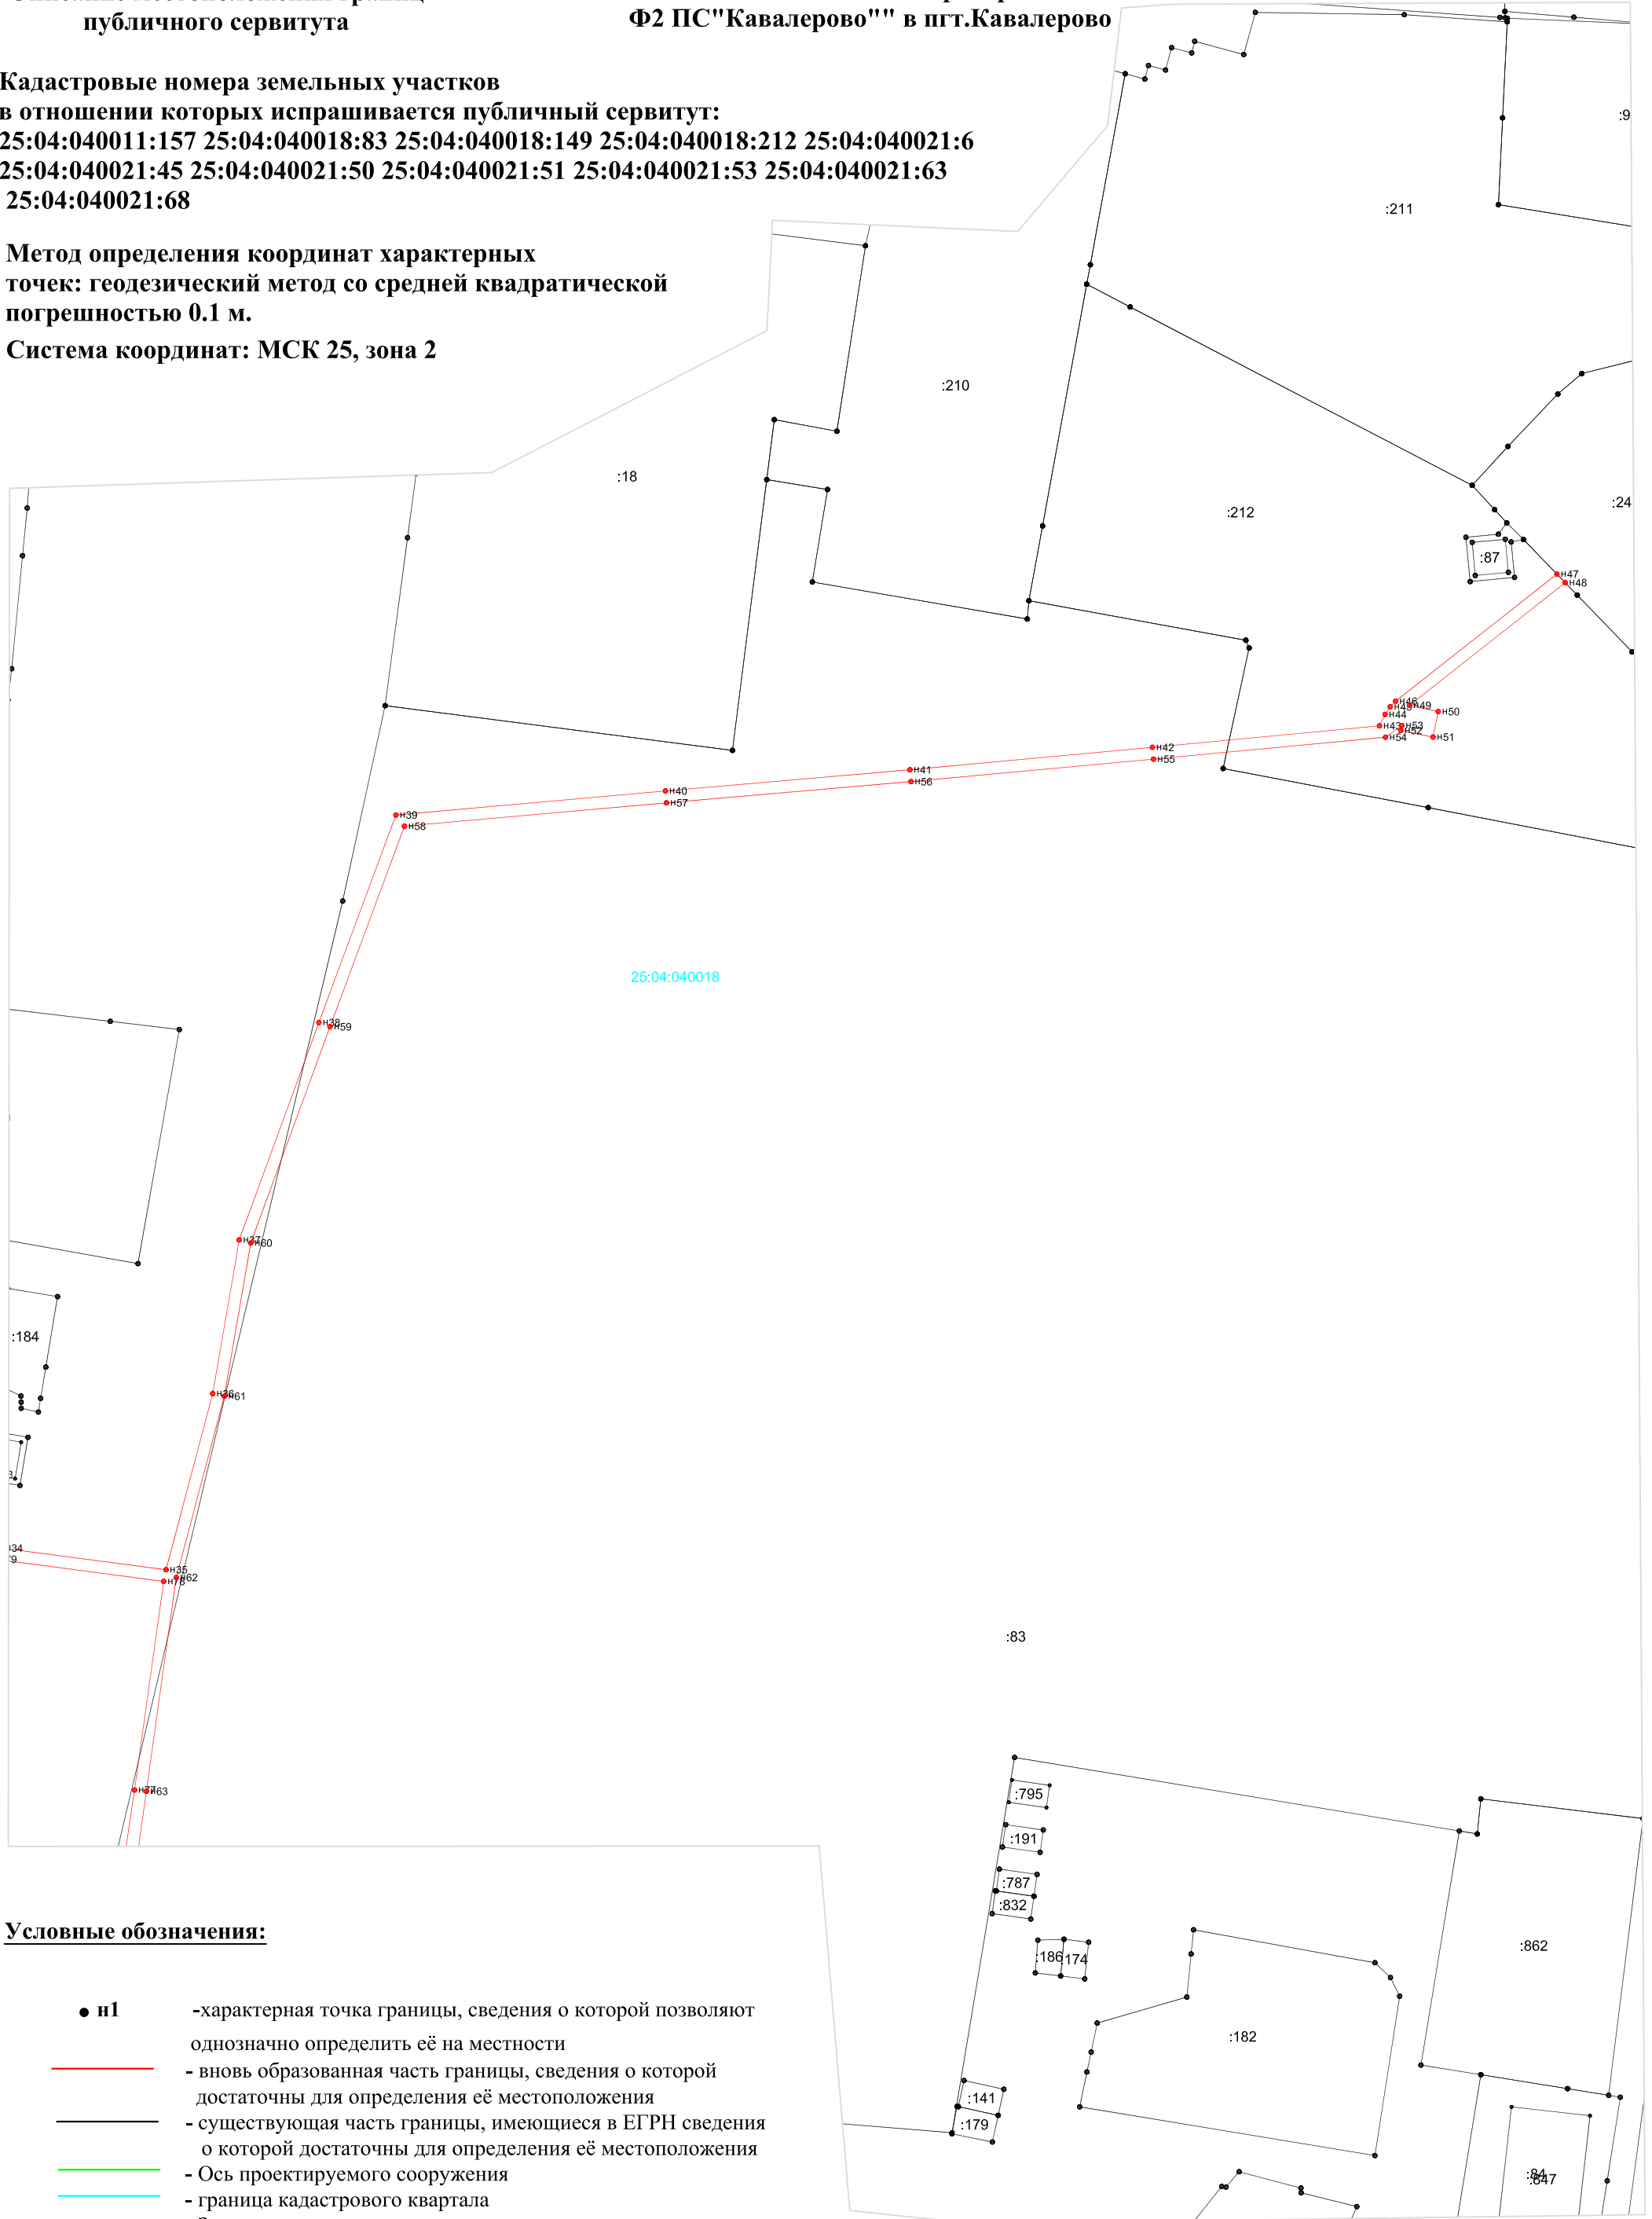 публичного сервитута
Ф2 ПС"Кавалерово"" в пгт.Кавалерово
Кадастровые номера земельных участков
в отношении которых испрашивается публичный сервитут:
25:04:040011:157 25:04:040018:83 25:04:040018:149 25:04:040018:212 25:04:040021:6
25:04:040021:45 25:04:040021:50 25:04:040021:51 25:04:040021:53 25:04:040021:63
25:04:040021:68
Метод определения координат характерных
точек: геодезический метод со средней квадратической
погрешностью 0.1 м.
Система координат: МСК 25, зона 2
:9
:211
:210
:18
:24
:212
:87
н47
н48
н46
н45
н49
н50
н44
н43
н53
н52
н54
н51
н42
н55
н41
н56
н40
н57
н39
н58
25:04:040018
н38
н59
н37
н60
:184
н36
н61
н34
н35
н62
н78
:83
н77
н63
:795
:191
:787
:832
:186
:174
:862
:182
:141
:179
:84
:847
Условные обозначения:
н1 -характерная точка границы, сведения о которой позволяют
однозначно определить её на местности
- вновь образованная часть границы, сведения о которой
достаточны для определения её местоположения
- существующая часть границы, имеющиеся в ЕГРН сведения
о которой достаточны для определения её местоположения
- Ось проектируемого сооружения
- граница кадастрового квартала